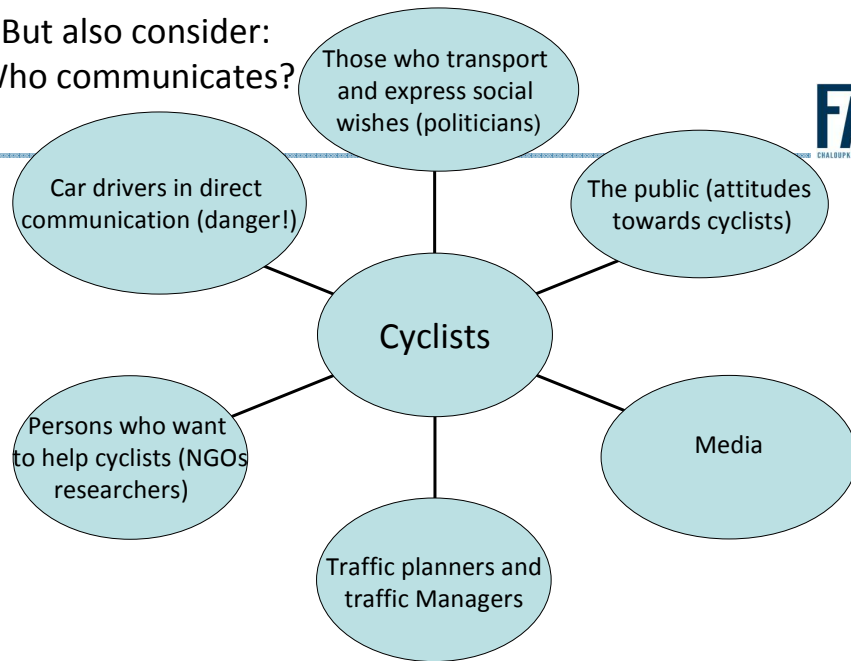 But also consider:
Who communicates?
Those who transport
and express social
wishes (politicians)
Car drivers in direct
communication (danger!)
The public (attitudes
towards cyclists)
Cyclists
Persons who want
to help cyclists (NGOs
researchers)
Media
Traffic planners and
traffic Managers